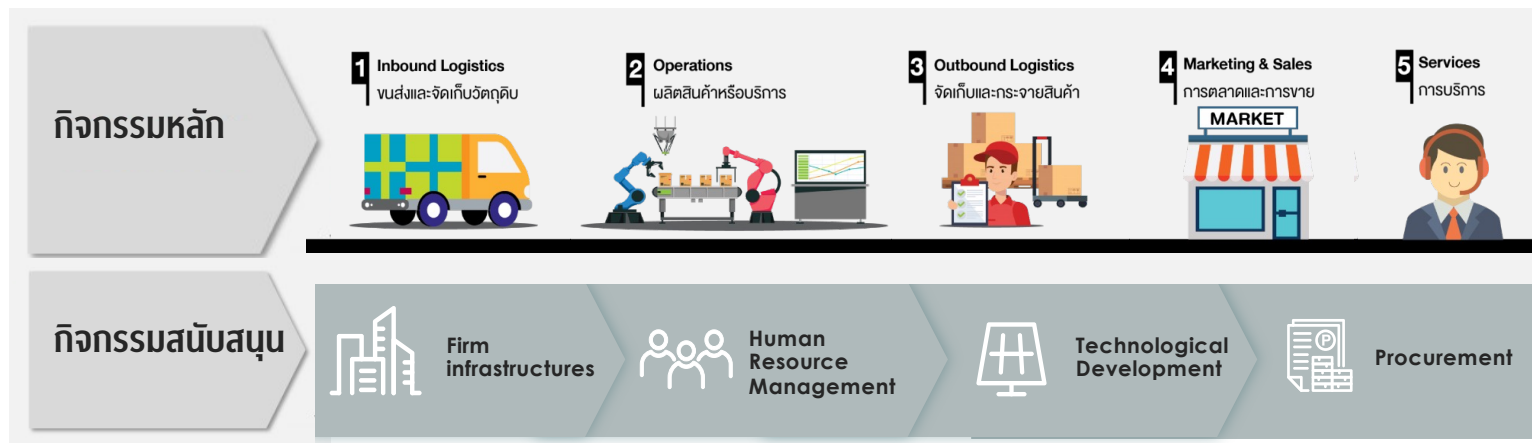 กิจกรรมหลัก
1 Inbound Logistics
ขนส่งและจัดเก็บวัตถุดิบ
2 Operations
ผลิตสินค้าหรือบริการ
3 Outbound Logistics
จัดเก็บและกระจายสินค้า
4 Marketing & Sales
การตลาดและการขาย
MARKET
5 Services
การบริการ
กิจกรรมสนับสนุน
Firm
infrastructures
Human
Resource
Management
Technological
Development
P
Procurement